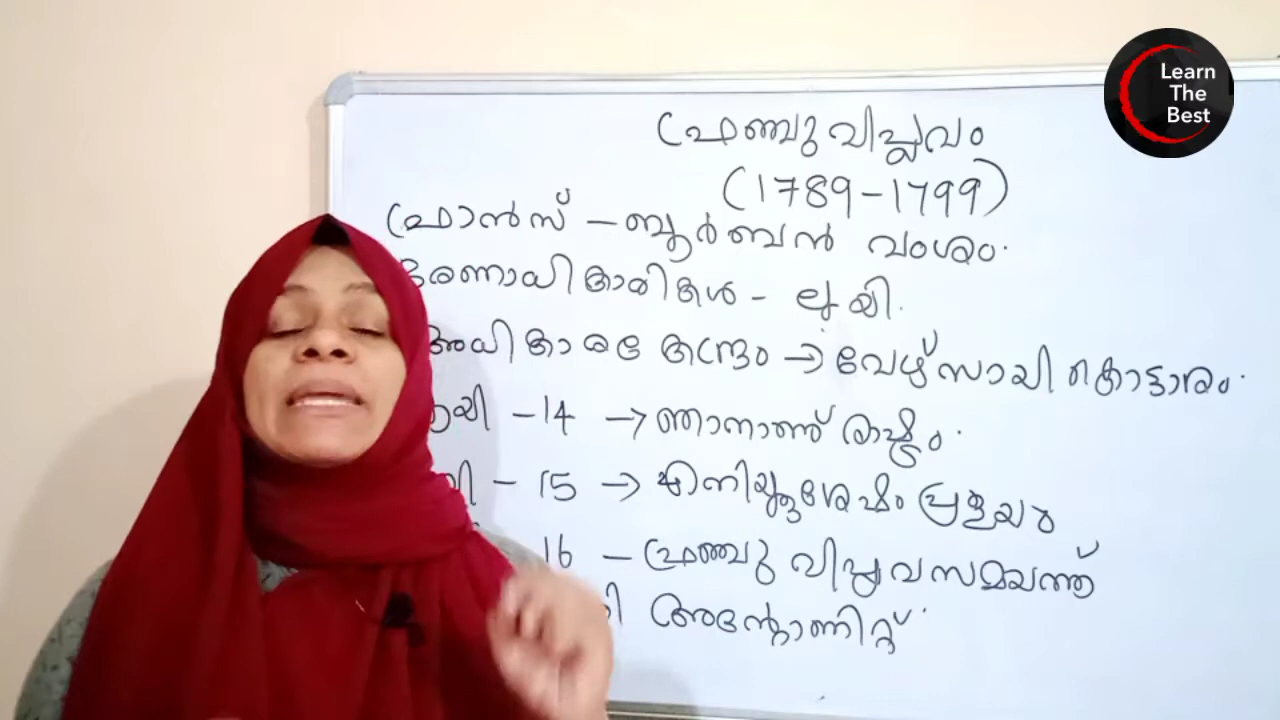 ഫ്രഞ്ചു വിപ്ലവം
(1789-1799)
ഫ്രാൻസ് - ബൂർബൻ വംശം.
ഭരണാധികാരികൾ - ലൂയി.
അധികാരകേന്ദ്രം → വേഴ്സായി കൊട്ടാരം.
ലൂയി - 14 → ഞാനാണ് രാഷ്ട്രം.
- 15 → എനിയ്ക്കുശേഷം പ്രളയം
16 - ഫ്രഞ്ചു വിപ്ലവസമയത്ത്
Learn
The
Best